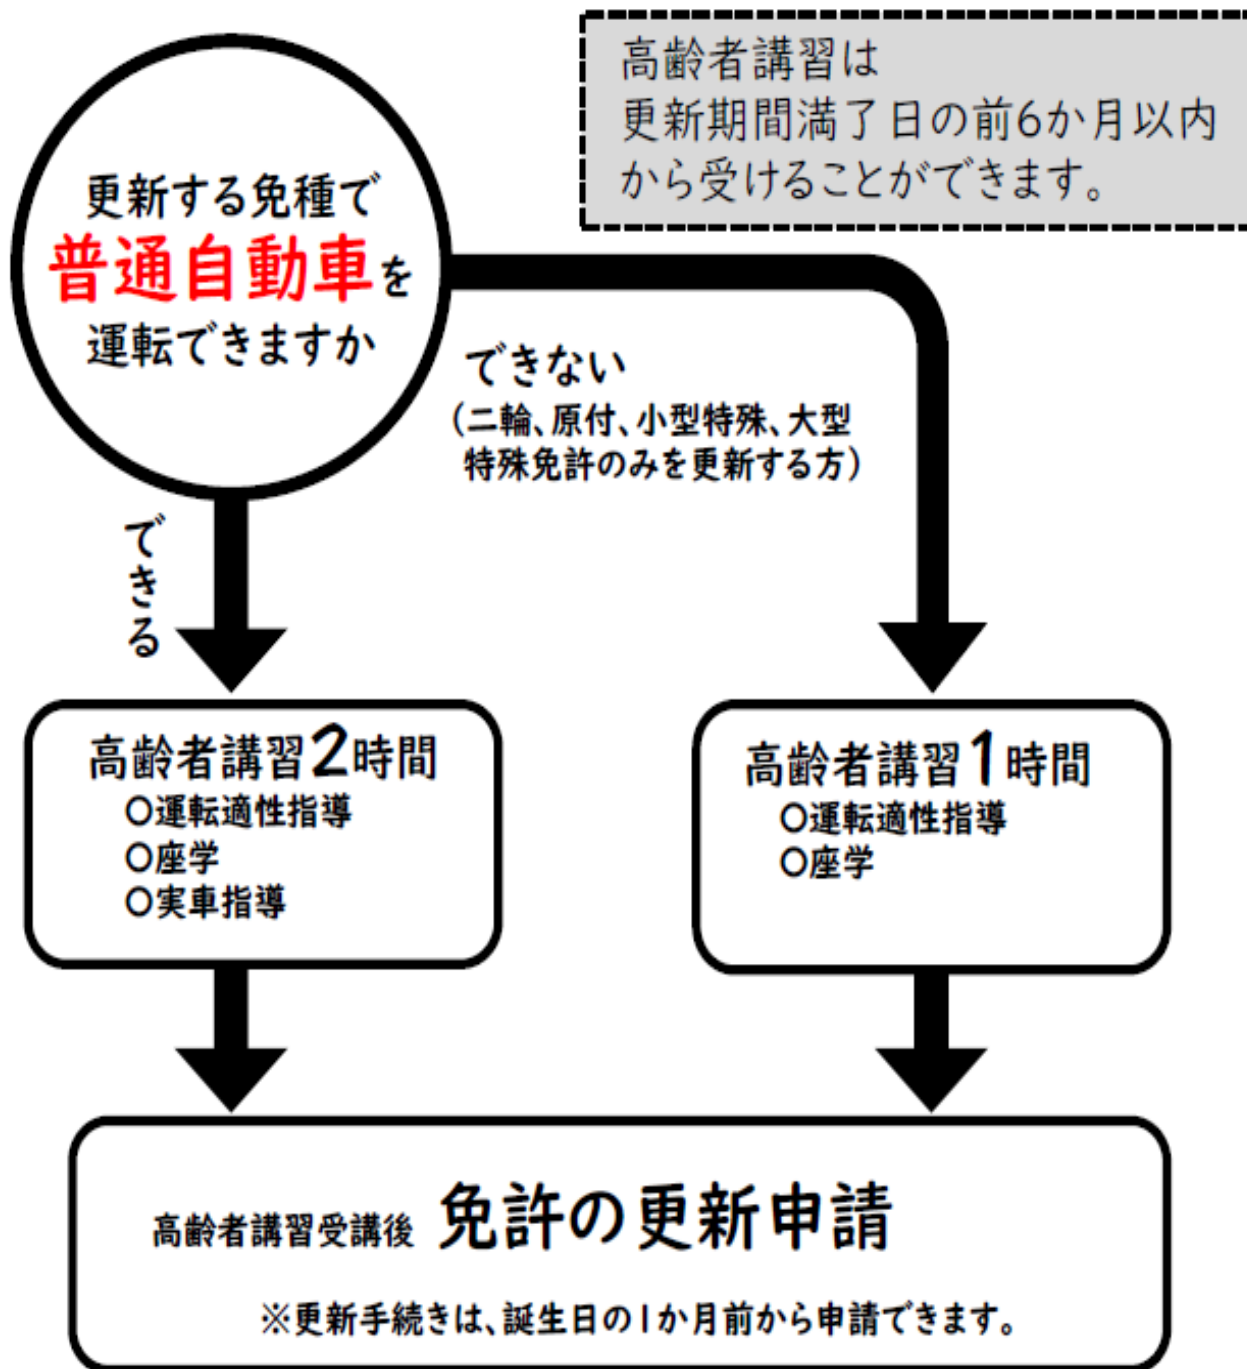 高齢者講習は
更新期間満了日の前6か月以内
から受けることができます。
更新する免種で
普通自動車を
運転できますか
できない
(二輪、原付、小型特殊、大型
特殊免許のみを更新する方)
できる
高齢者講習2時間
○運転適性指導
○座学
○実車指導
高齢者講習1時間
○運転適性指導
○座学
高齢者講習受講後 免許の更新申請
※更新手続きは、誕生日の1か月前から申請できます。